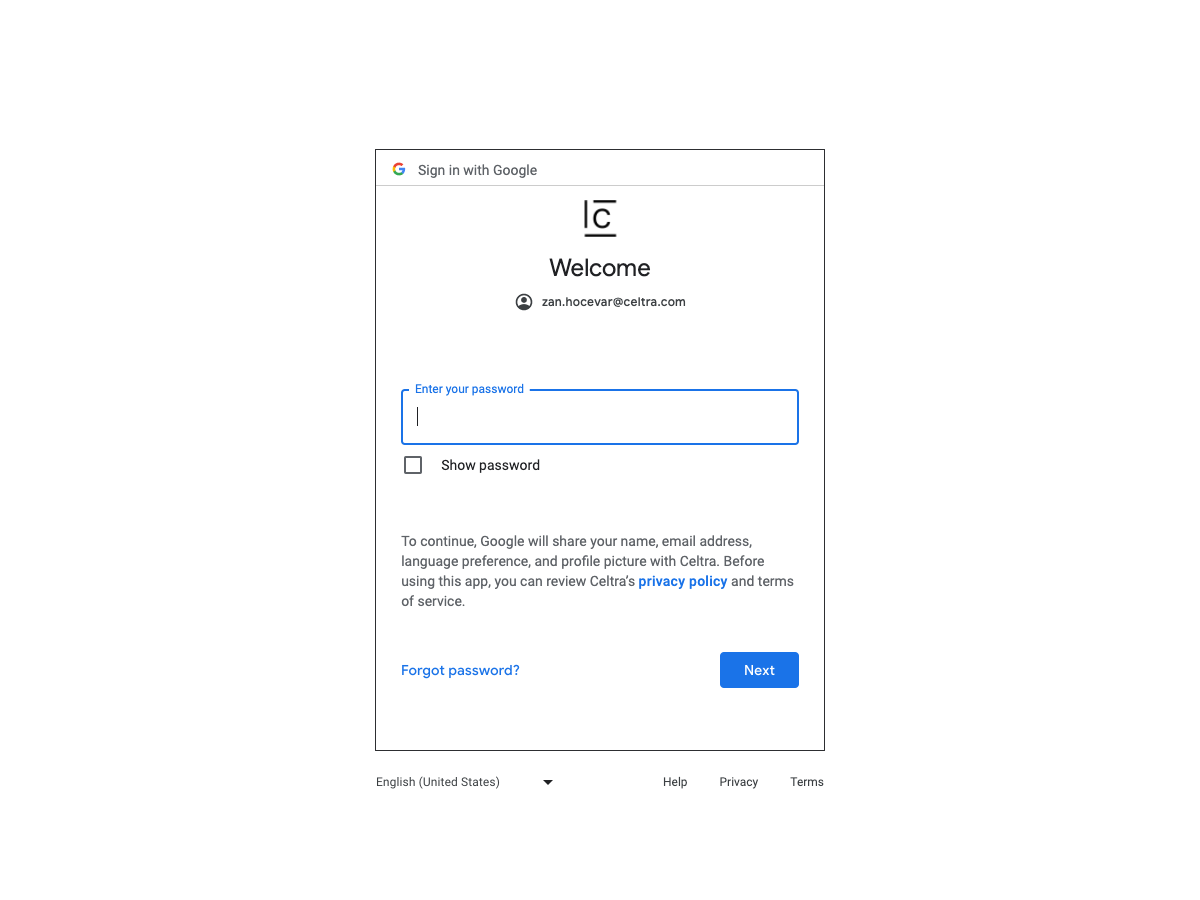 Sign in with Google
C
Welcome
zan.hocevar@celtra.com
Enter your password
Show password
To continue, Google will share your name, email address,
language preference, and profile picture with Celtra. Before
using this app, you can review Celtra’s privacy policy and terms
of service.
Forgot password?
Next
English (United States)
Help
Privacy
Terms